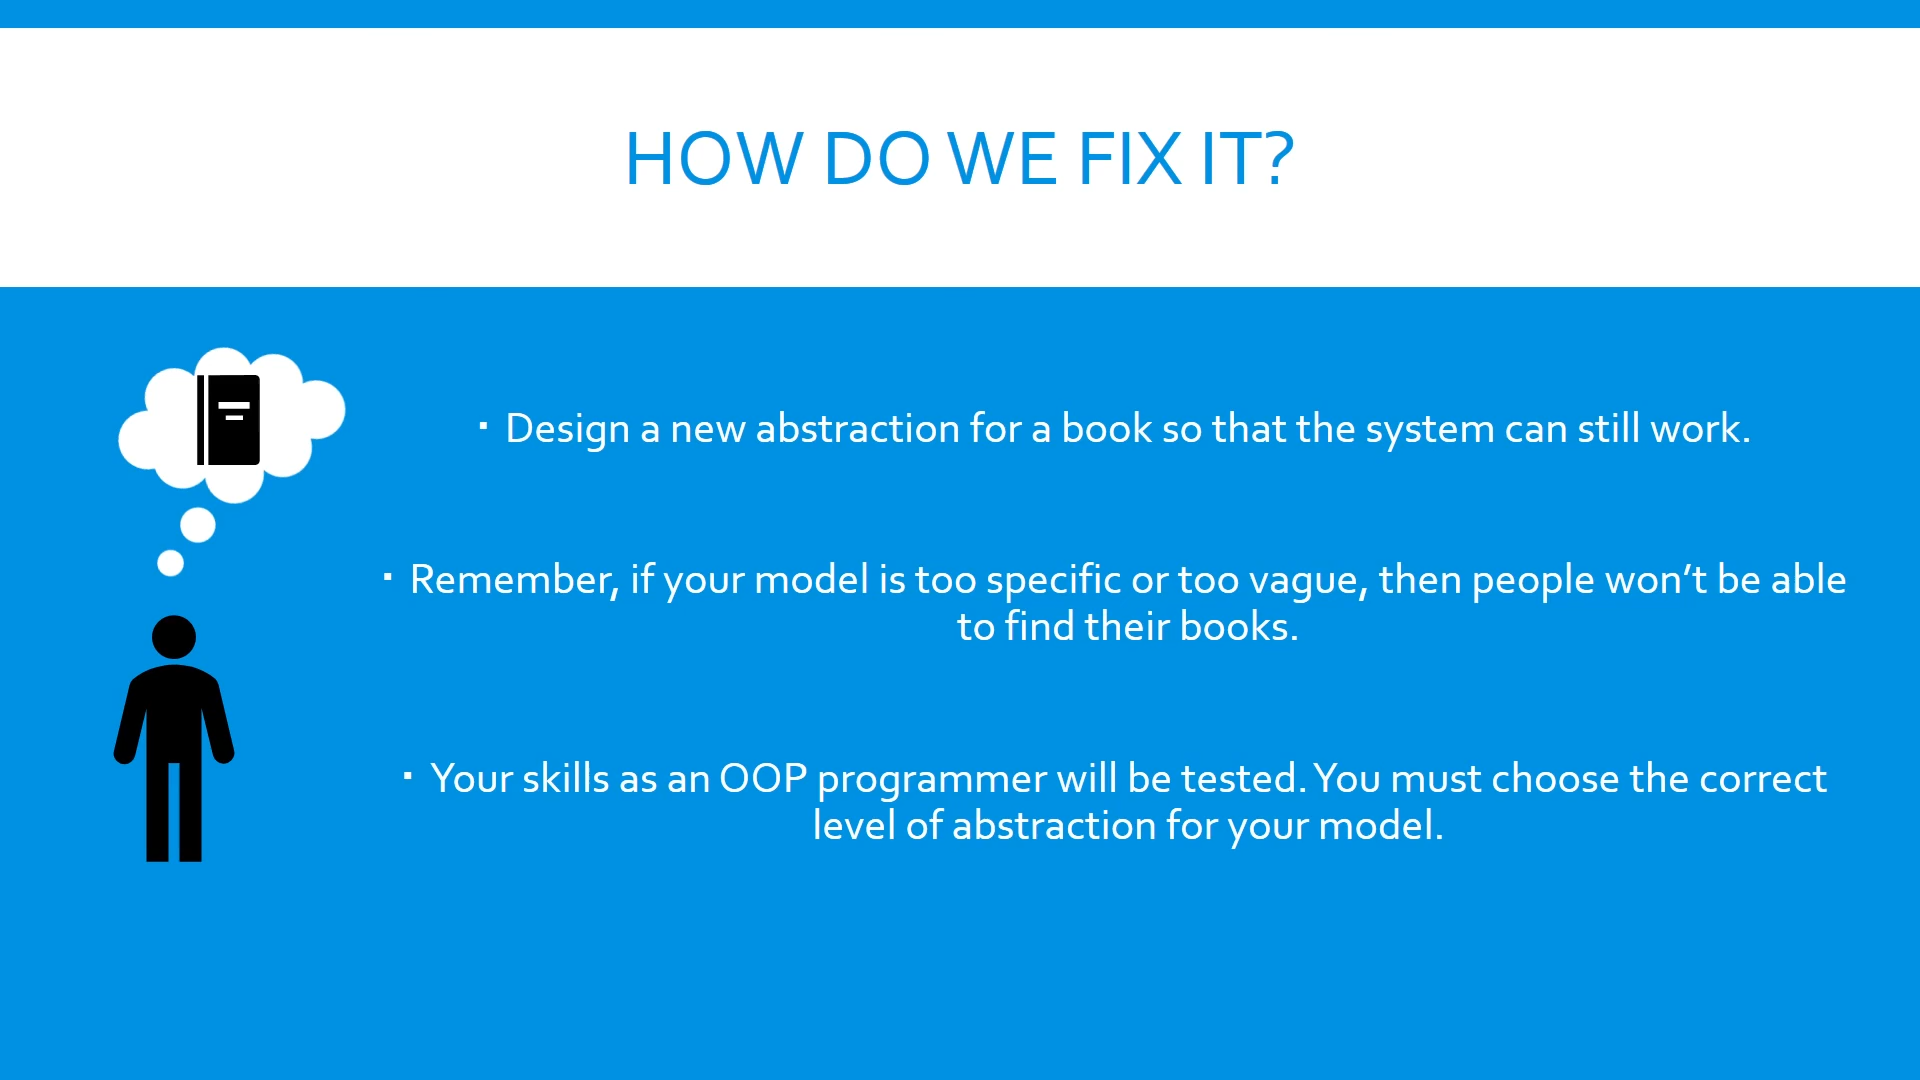 HOW DO WE FIX IT?
▪ Design a new abstraction for a book so that the system can still work.
▪ Remember, if your model is too specific or too vague, then people won’t be able
to find their books.
▪ Your skills as an OOP programmer will be tested. You must choose the correct
level of abstraction for your model.